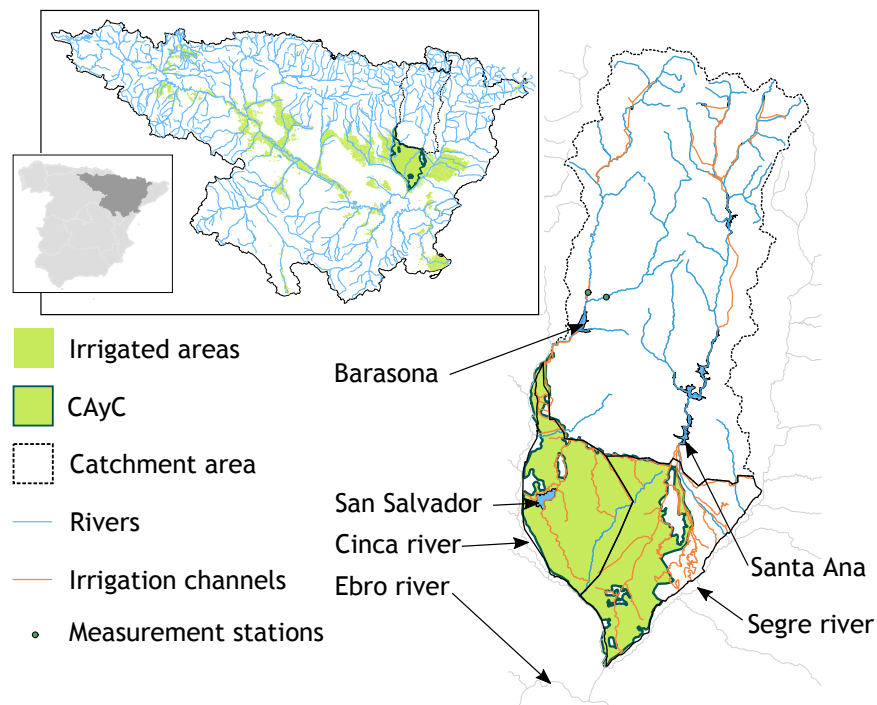 Irrigated areas
CAyC
Catchment area
Rivers
Irrigation channels
Measurement stations
Barasona
San Salvador
Cinca river
Ebro river
Santa Ana
Segre river